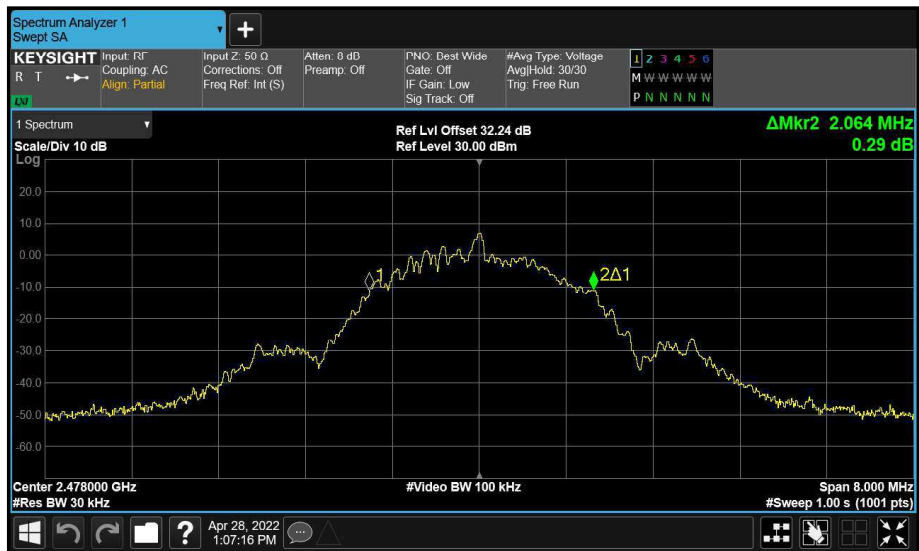 Spectrum Analyzer 1
Swept SA
KEYSIGHT
R T
LXI
Input: RF
Coupling: AC
Align: Partial
Input Z: 50 Ω
Corrections: Off
Freq Ref: Int (S)
Atten: 8 dB
Preamp: Off
PNO: Best Wide
Gate: Off
IF Gain: Low
Sig Track: Off
#Avg Type: Voltage
Avg|Hold: 30/30
Trig: Free Run
1 2 3 4 5 6
M W W W W W
P N N N N N
1 Spectrum
Scale/Div 10 dB
Log
Ref Lvl Offset 32.24 dB
Ref Level 30.00 dBm
ΔMkr2 2.064 MHz
0.29 dB
20.0
10.0
0.00
-10.0
-20.0
-30.0
-40.0
-50.0
-60.0
1
2Δ1
Center 2.478000 GHz
#Res BW 30 kHz
#Video BW 100 kHz
Span 8.000 MHz
#Sweep 1.00 s (1001 pts)
?
Apr 28, 2022
1:07:16 PM